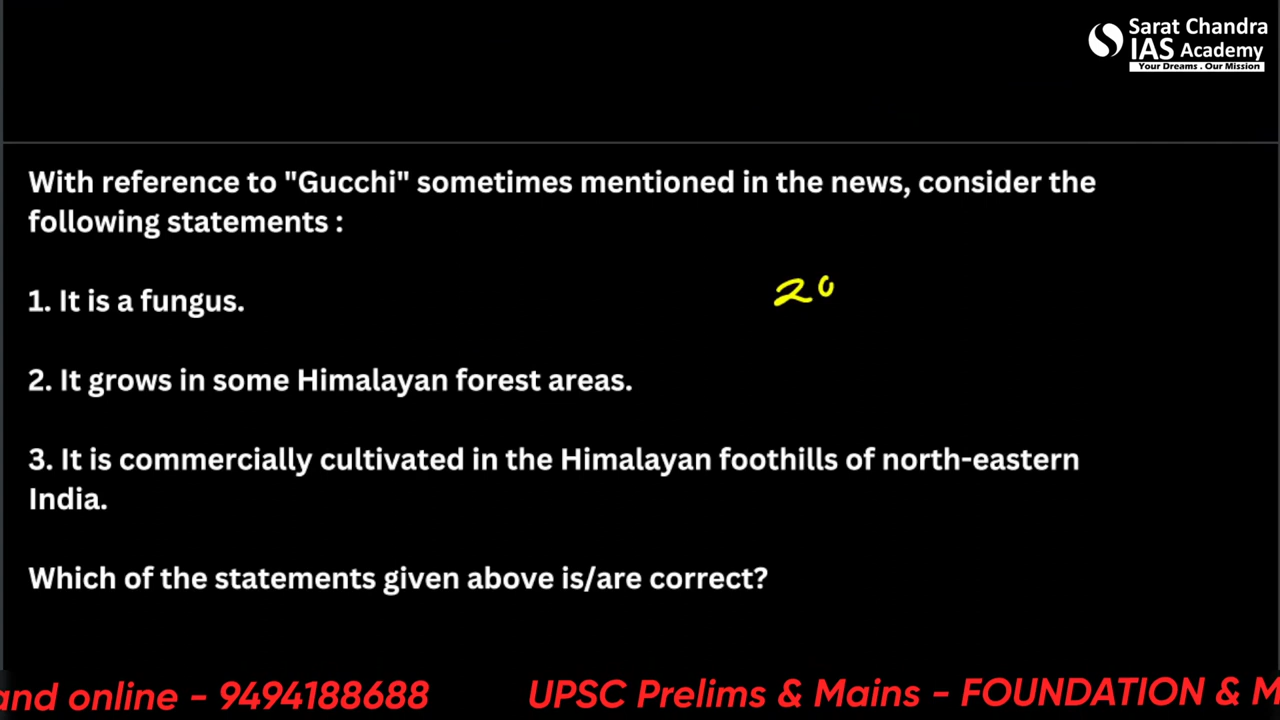 Sarat Chandra
IAS Academy
Your Dreams . Our Mission
With reference to "Gucchi" sometimes mentioned in the news, consider the
following statements :
1. It is a fungus.
20
2. It grows in some Himalayan forest areas.
3. It is commercially cultivated in the Himalayan foothills of north-eastern
India.
Which of the statements given above is/are correct?
and online - 9494188688 UPSC Prelims & Mains - FOUNDATION & M